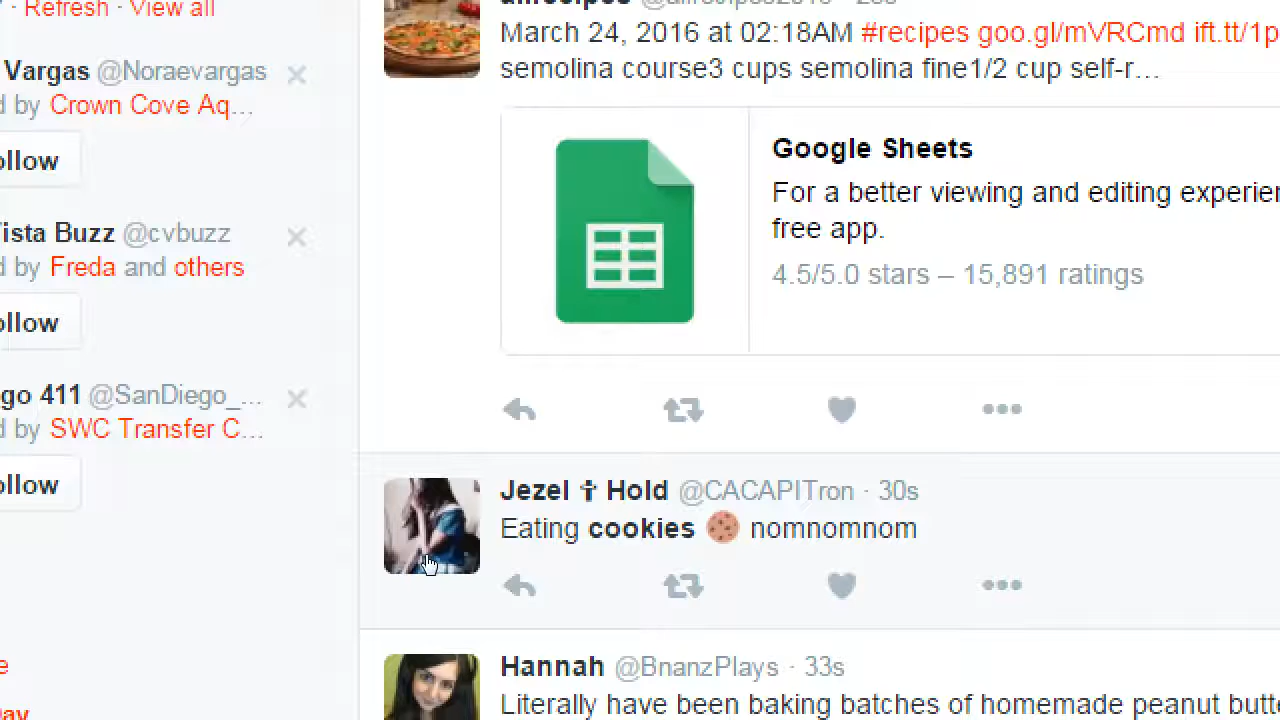 · Refresh · View all
Vargas @Noraevargas
d by Crown Cove Aq...
ollow
ista Buzz @cvbuzz
d by Freda and others
ollow
go 411 @SanDiego_...
d by SWC Transfer C...
ollow
March 24, 2016 at 02:18AM #recipes goo.gl/mVRCmd ift.tt/1p
semolina course3 cups semolina fine1/2 cup self-r...
Google Sheets
For a better viewing and editing experien
free app.
4.5/5.0 stars – 15,891 ratings
Jezel † Hold @CACAPITron · 30s
Eating cookies 🍪 nomnomnom
Hannah @BnanzPlays · 33s
Literally have been baking batches of homemade peanut butt